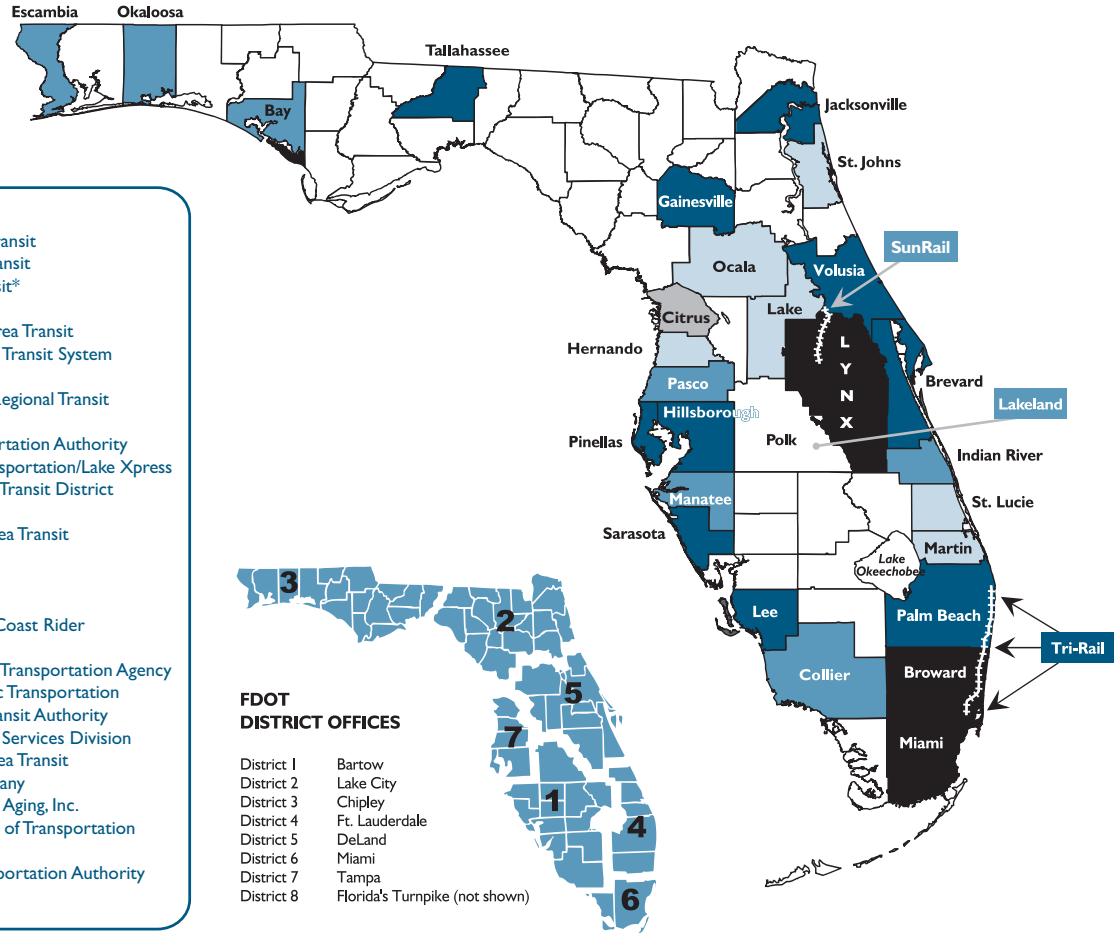 Escambia
Okaloosa
Tallahassee
Bay
Jacksonville
St. Johns
Gainesville
SunRail
Ocala
Volusia
Citrus
Lake
Hernando
L
Y
N
X
Pasco
Brevard
Lakeland
Hillsborough
Pinellas
Polk
Indian River
Manatee
St. Lucie
Sarasota
Martin
Lake
Okeechobee
Lee
Palm Beach
Tri-Rail
Collier
Broward
Miami
ransit
ransit
sit*
rea Transit
Transit System
egional Transit
rtation Authority
sportation/Lake Xpress
Transit District
ea Transit
Coast Rider
Transportation Agency
c Transportation
ansit Authority
Services Division
ea Transit
any
Aging, Inc.
of Transportation
portation Authority
3
2
5
7
1
4
6
FDOT
DISTRICT OFFICES
District 1 Bartow
District 2 Lake City
District 3 Chipley
District 4 Ft. Lauderdale
District 5 DeLand
District 6 Miami
District 7 Tampa
District 8 Florida's Turnpike (not shown)